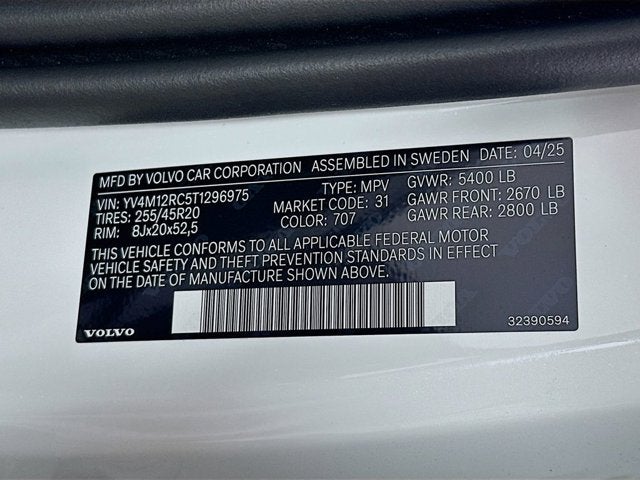 MFD BY VOLVO CAR CORPORATION ASSEMBLED IN SWEDEN DATE: 04/25
VIN: YV4M12RC5T1296975 TYPE: MPV GVWR: 5400 LB
TIRES: 255/45R20 MARKET CODE: 31 GAWR FRONT: 2670 LB
RIM: 8Jx20x52,5 COLOR: 707 GAWR REAR: 2800 LB
THIS VEHICLE CONFORMS TO ALL APPLICABLE FEDERAL MOTOR
VEHICLE SAFETY AND THEFT PREVENTION STANDARDS IN EFFECT
ON THE DATE OF MANUFACTURE SHOWN ABOVE.
VOLVO 32390594